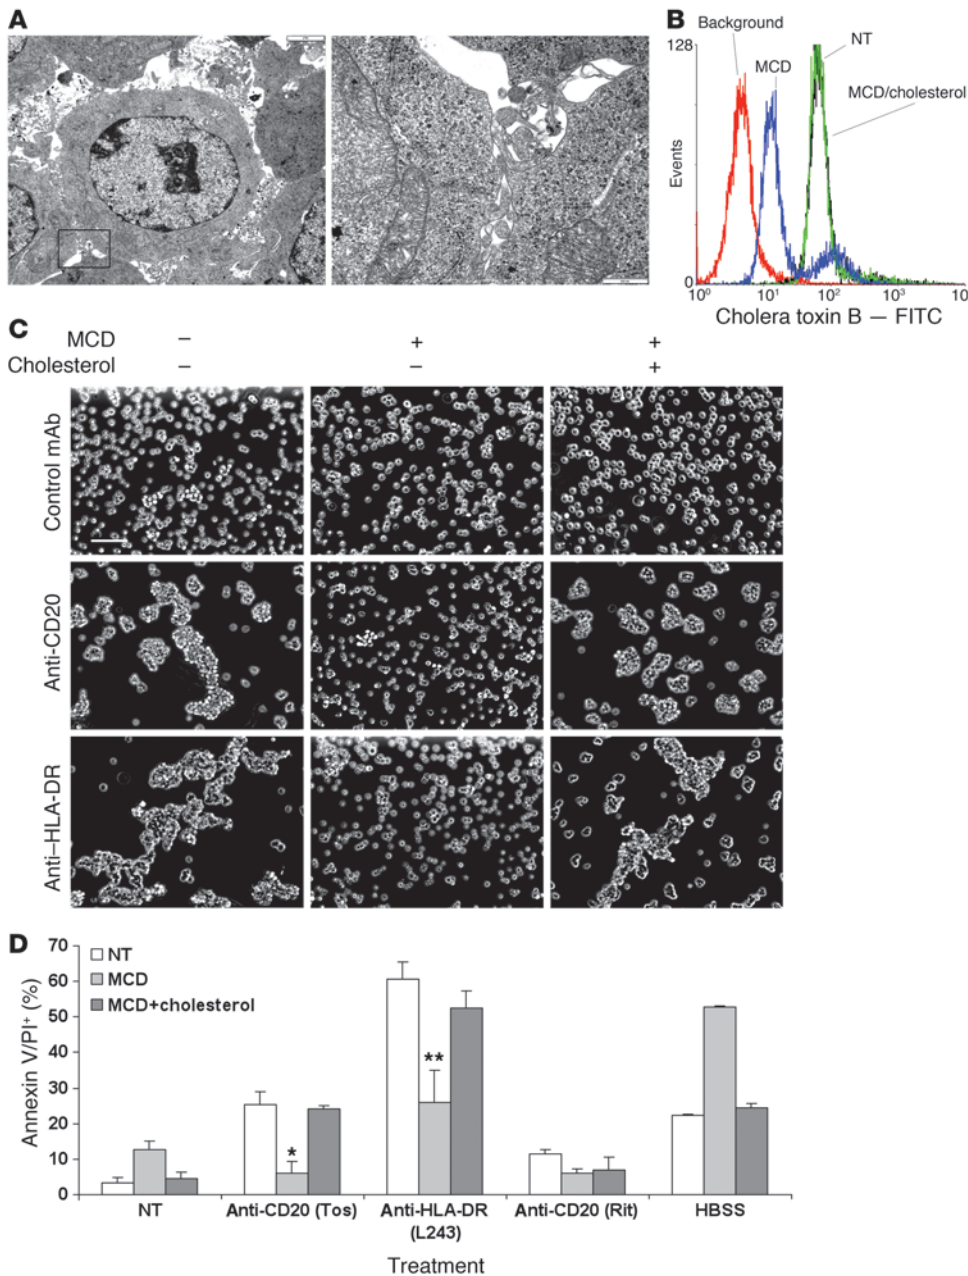 A
B
Background
128
NT
MCD
MCD/cholesterol
Events
0
10⁰ 10¹ 10² 10³ 10
Cholera toxin B — FITC
C
MCD − + +
Cholesterol − − +
Control mAb
Anti-CD20
Anti–HLA-DR
D
70
60
50
40
30
20
10
0
Annexin V/PI⁺ (%)
NT
MCD
MCD+cholesterol
*
**
NT Anti-CD20 (Tos) Anti-HLA-DR Anti-CD20 (Rit) HBSS
(L243)
Treatment